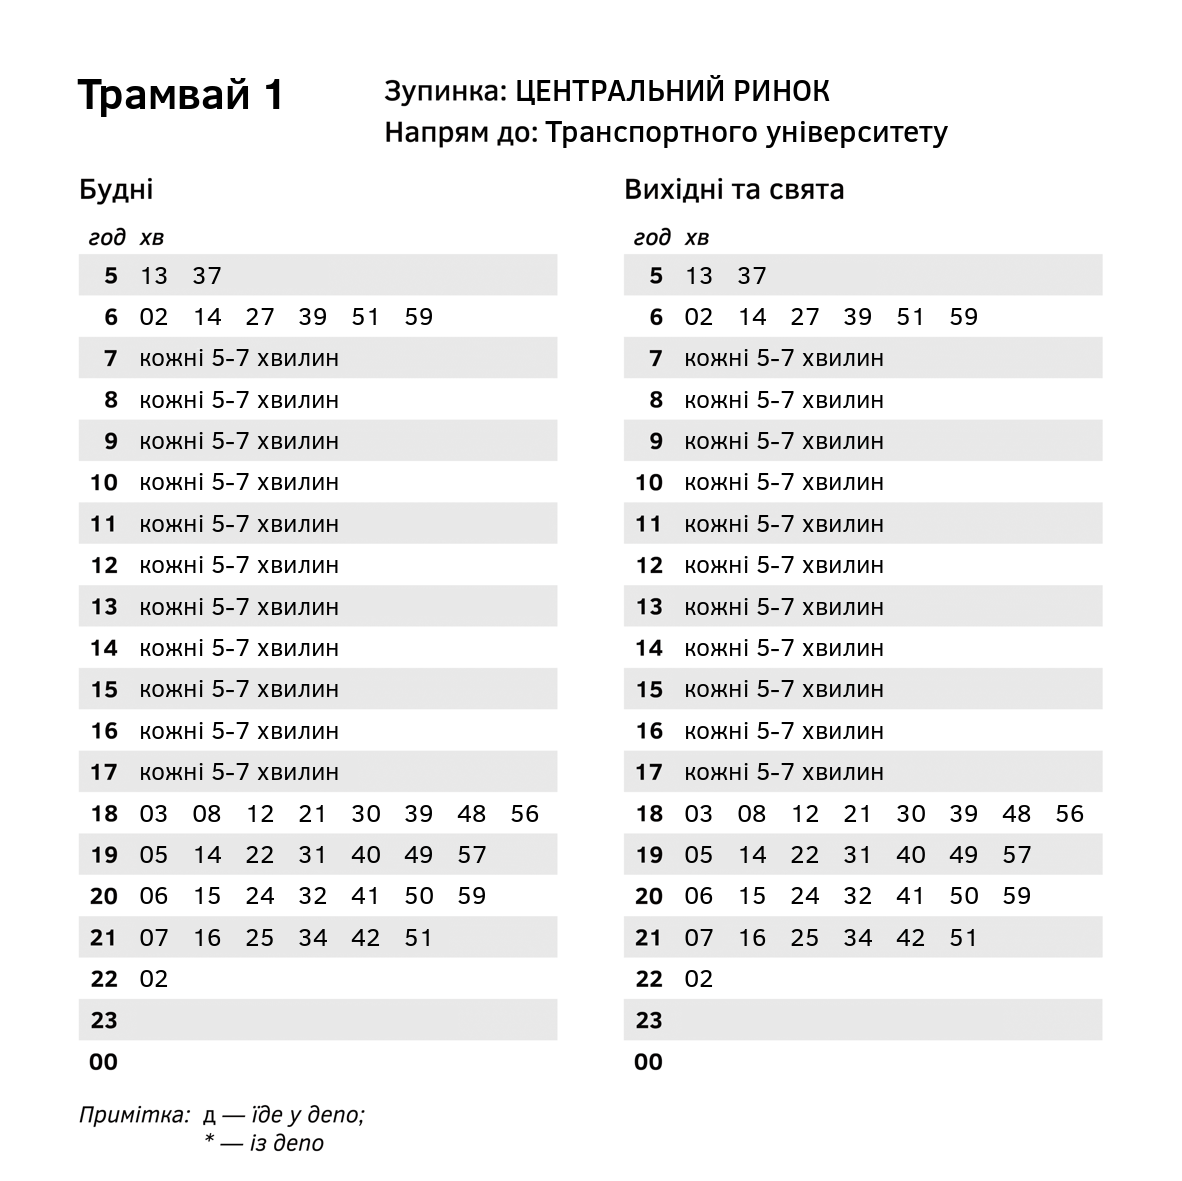 Трамвай 1
Зупинка: ЦЕНТРАЛЬНИЙ РИНОК
Напрям до: Транспортного університету
Будні
год хв
5 13 37
6 02 14 27 39 51 59
7 кожні 5-7 хвилин
8 кожні 5-7 хвилин
9 кожні 5-7 хвилин
10 кожні 5-7 хвилин
11 кожні 5-7 хвилин
12 кожні 5-7 хвилин
13 кожні 5-7 хвилин
14 кожні 5-7 хвилин
15 кожні 5-7 хвилин
16 кожні 5-7 хвилин
17 кожні 5-7 хвилин
18 03 08 12 21 30 39 48 56
19 05 14 22 31 40 49 57
20 06 15 24 32 41 50 59
21 07 16 25 34 42 51
22 02
23
00
Вихідні та свята
год хв
5 13 37
6 02 14 27 39 51 59
7 кожні 5-7 хвилин
8 кожні 5-7 хвилин
9 кожні 5-7 хвилин
10 кожні 5-7 хвилин
11 кожні 5-7 хвилин
12 кожні 5-7 хвилин
13 кожні 5-7 хвилин
14 кожні 5-7 хвилин
15 кожні 5-7 хвилин
16 кожні 5-7 хвилин
17 кожні 5-7 хвилин
18 03 08 12 21 30 39 48 56
19 05 14 22 31 40 49 57
20 06 15 24 32 41 50 59
21 07 16 25 34 42 51
22 02
23
00
Примітка: д — їде у депо;
* — із депо